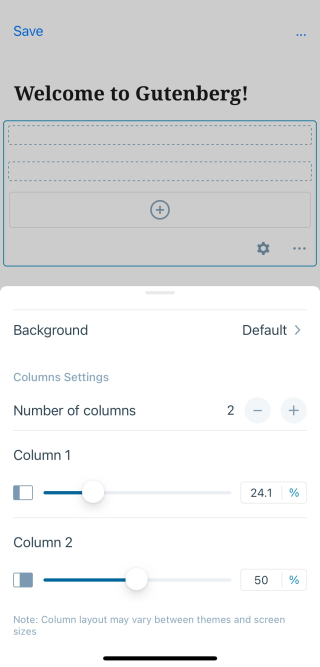 Save
...
Welcome to Gutenberg!
Background Default
Columns Settings
Number of columns 2
Column 1
24.1 %
Column 2
50 %
Note: Column layout may vary between themes and screen
sizes